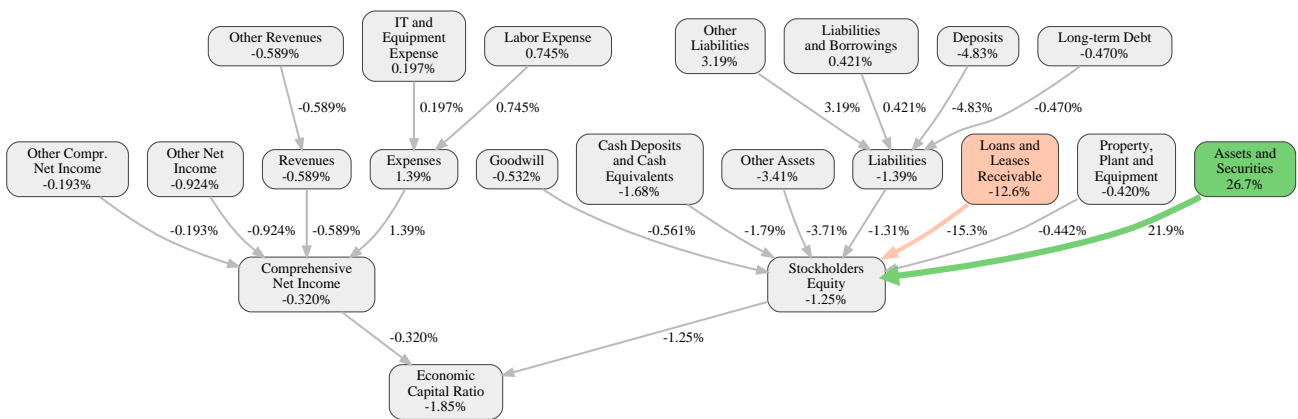 Other Revenues
-0.589%
IT and
Equipment
Expense
0.197%
Labor Expense
0.745%
Other
Liabilities
3.19%
Liabilities
and Borrowings
0.421%
Deposits
-4.83%
Long-term Debt
-0.470%
-0.589%
0.197%
0.745%
3.19%
0.421%
-4.83%
-0.470%
Other Compr.
Net Income
-0.193%
Other Net
Income
-0.924%
Revenues
-0.589%
Expenses
1.39%
Goodwill
-0.532%
Cash Deposits
and Cash
Equivalents
-1.68%
Other Assets
-3.41%
Liabilities
-1.39%
Loans and
Leases
Receivable
-12.6%
Property,
Plant and
Equipment
-0.420%
Assets and
Securities
26.7%
-0.193%
-0.924%
-0.589%
1.39%
-0.561%
-1.79%
-3.71%
-1.31%
-15.3%
-0.442%
21.9%
Comprehensive
Net Income
-0.320%
Stockholders
Equity
-1.25%
-0.320%
-1.25%
Economic
Capital Ratio
-1.85%